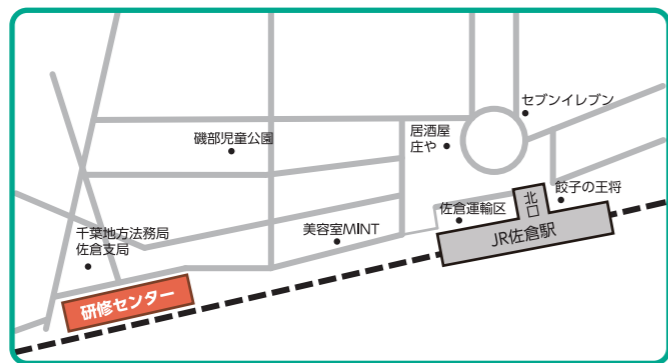 セブンイレブン
居酒屋
庄や
磯部児童公園
餃子の王将
北口
佐倉運輸区
JR佐倉駅
美容室MINT
千葉地方法務局
佐倉支局
研修センター